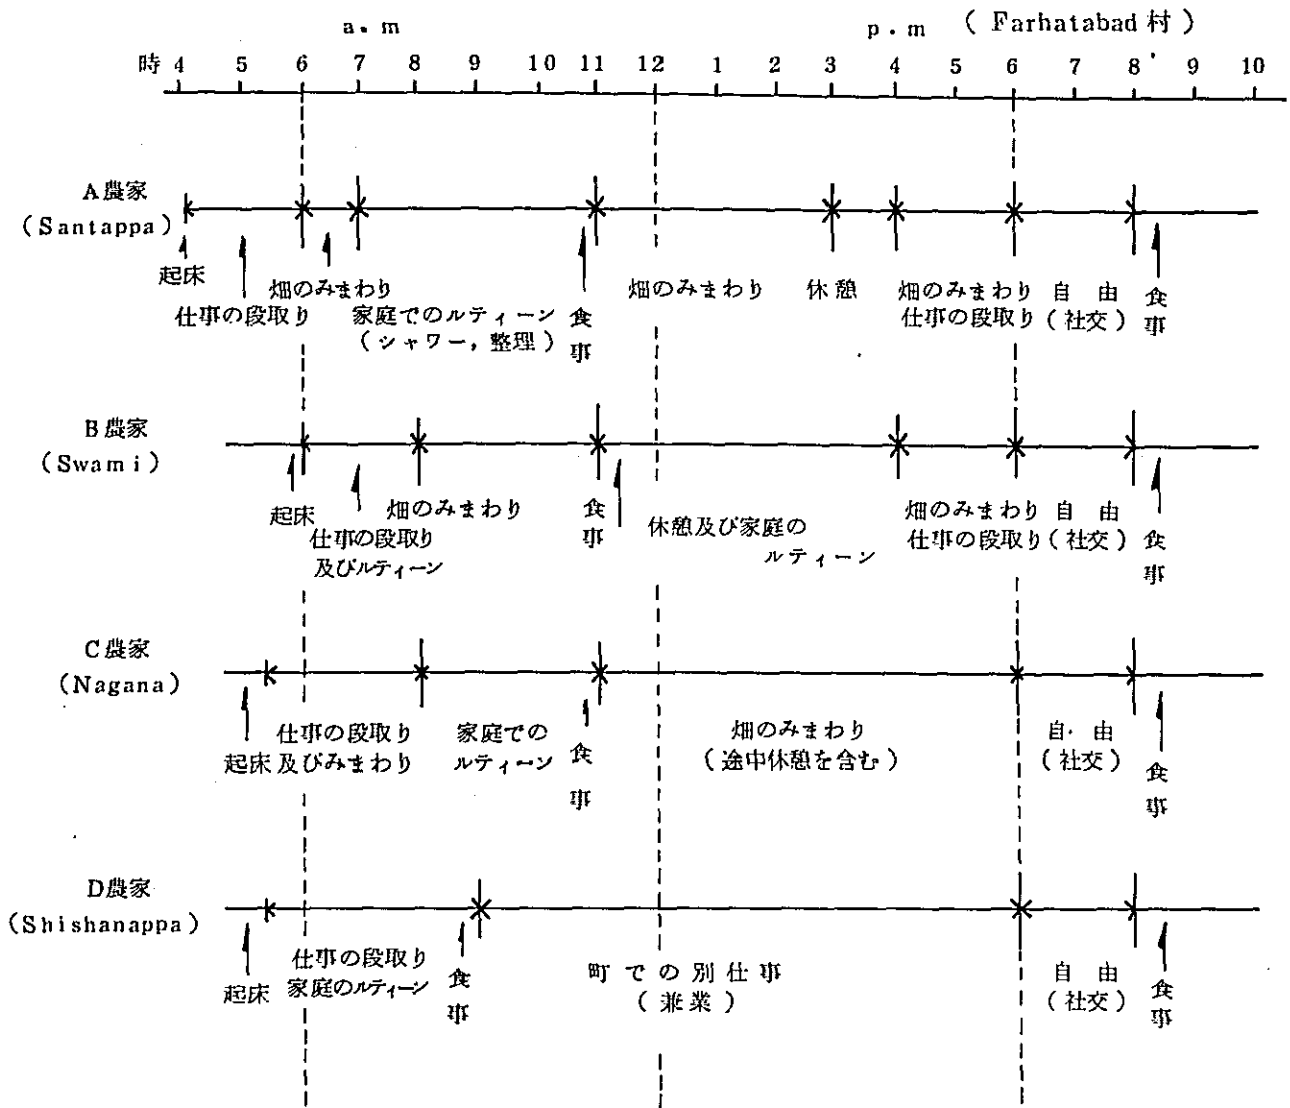 a.m
p.m (Farhatabad村)
時 4 5 6 7 8 9 10 11 12 1 2 3 4 5 6 7 8 9 10
A農家
(Santappa)
起床
仕事の段取り
畑のみまわり
家庭でのルティーン
(シャワー,整理)
食事
畑のみまわり
休憩
畑のみまわり
仕事の段取り
自由
(社交)
食事
B農家
(Swami)
起床
仕事の段取り
及びルティーン
畑のみまわり
食事
休憩及び家庭の
ルティーン
畑のみまわり
仕事の段取り
自由
(社交)
食事
C農家
(Nagana)
起床
仕事の段取り
及びみまわり
家庭での
ルティーン
食事
畑のみまわり
(途中休憩を含む)
自由
(社交)
食事
D農家
(Shishanappa)
起床
仕事の段取り
家庭のルティーン
食事
町での別仕事
(兼業)
自由
(社交)
食事